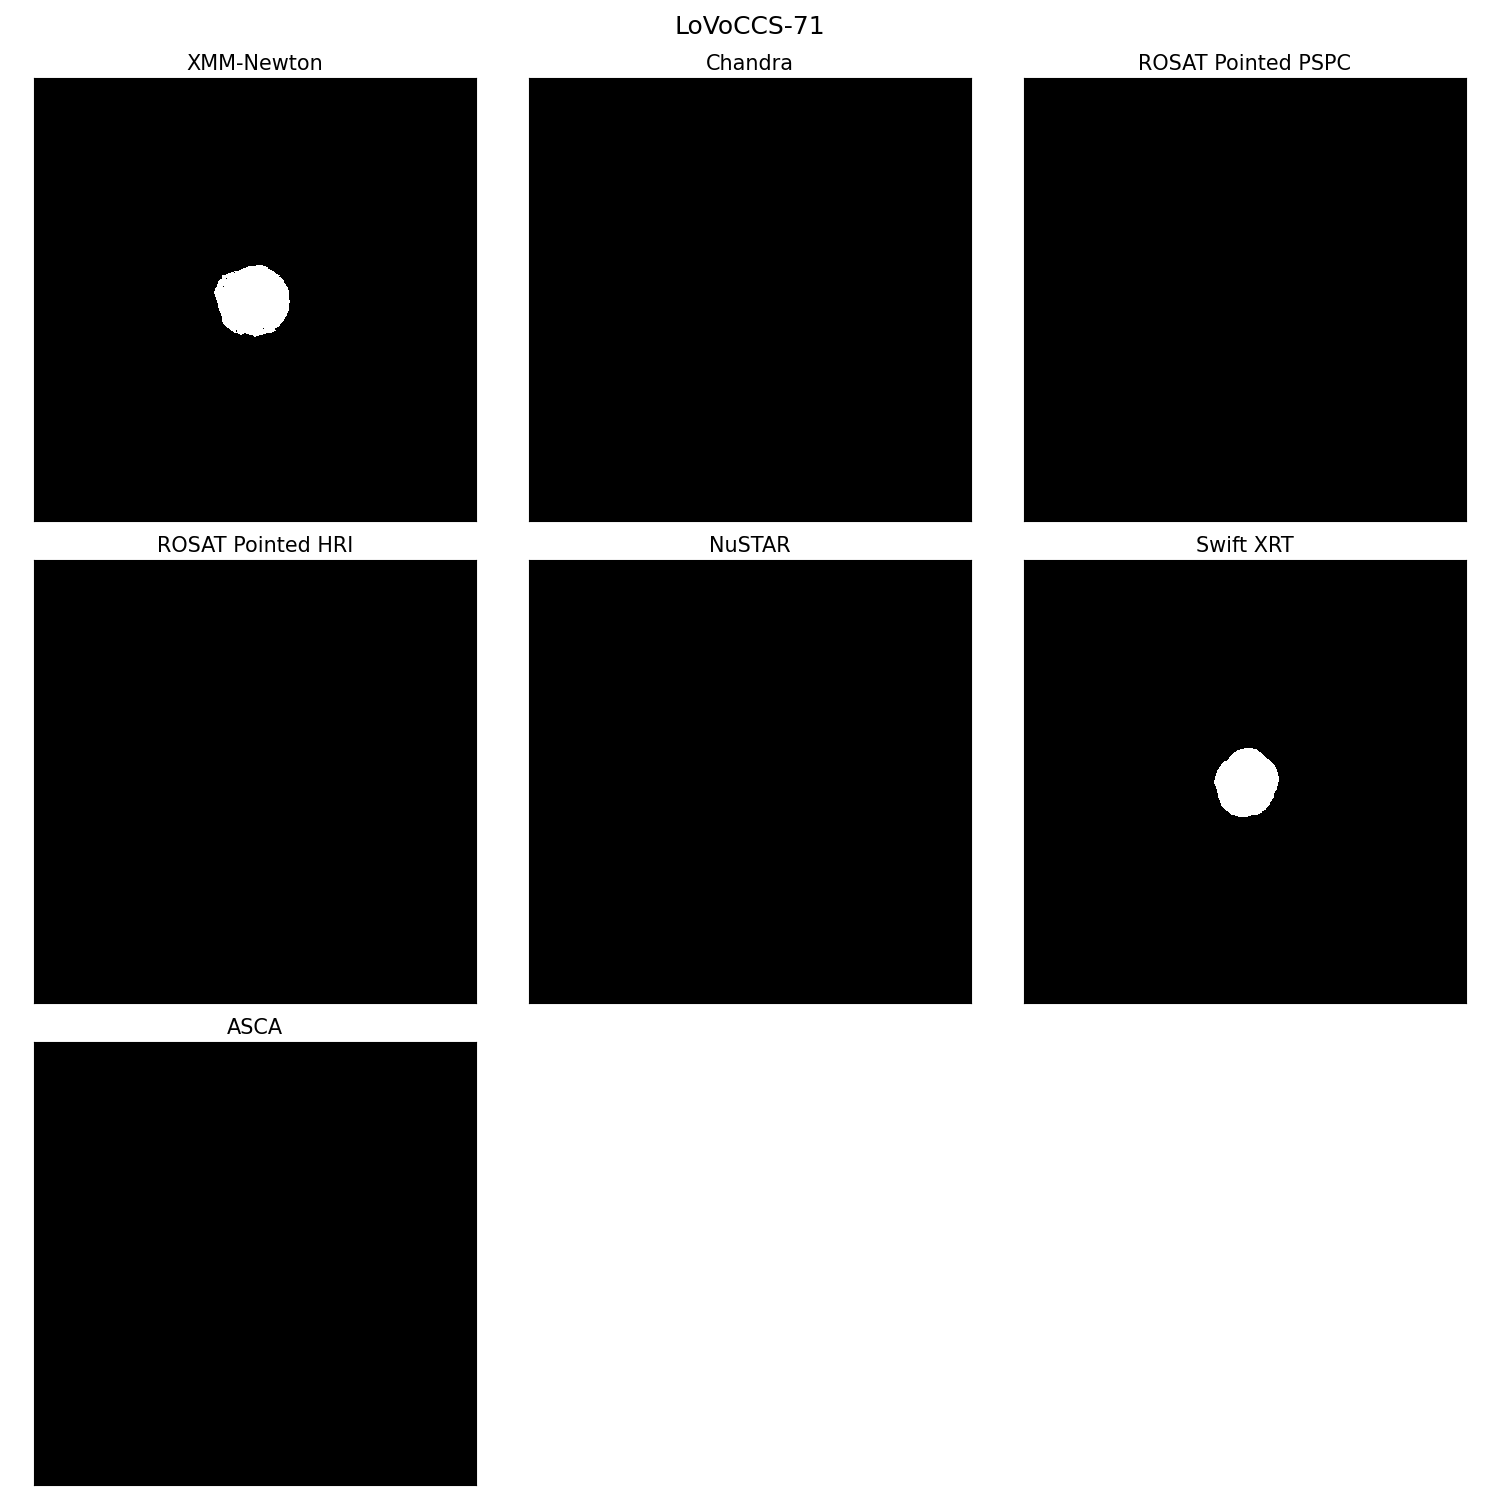 LoVoCCS-71
XMM-Newton
Chandra
ROSAT Pointed PSPC
ROSAT Pointed HRI
NuSTAR
Swift XRT
ASCA